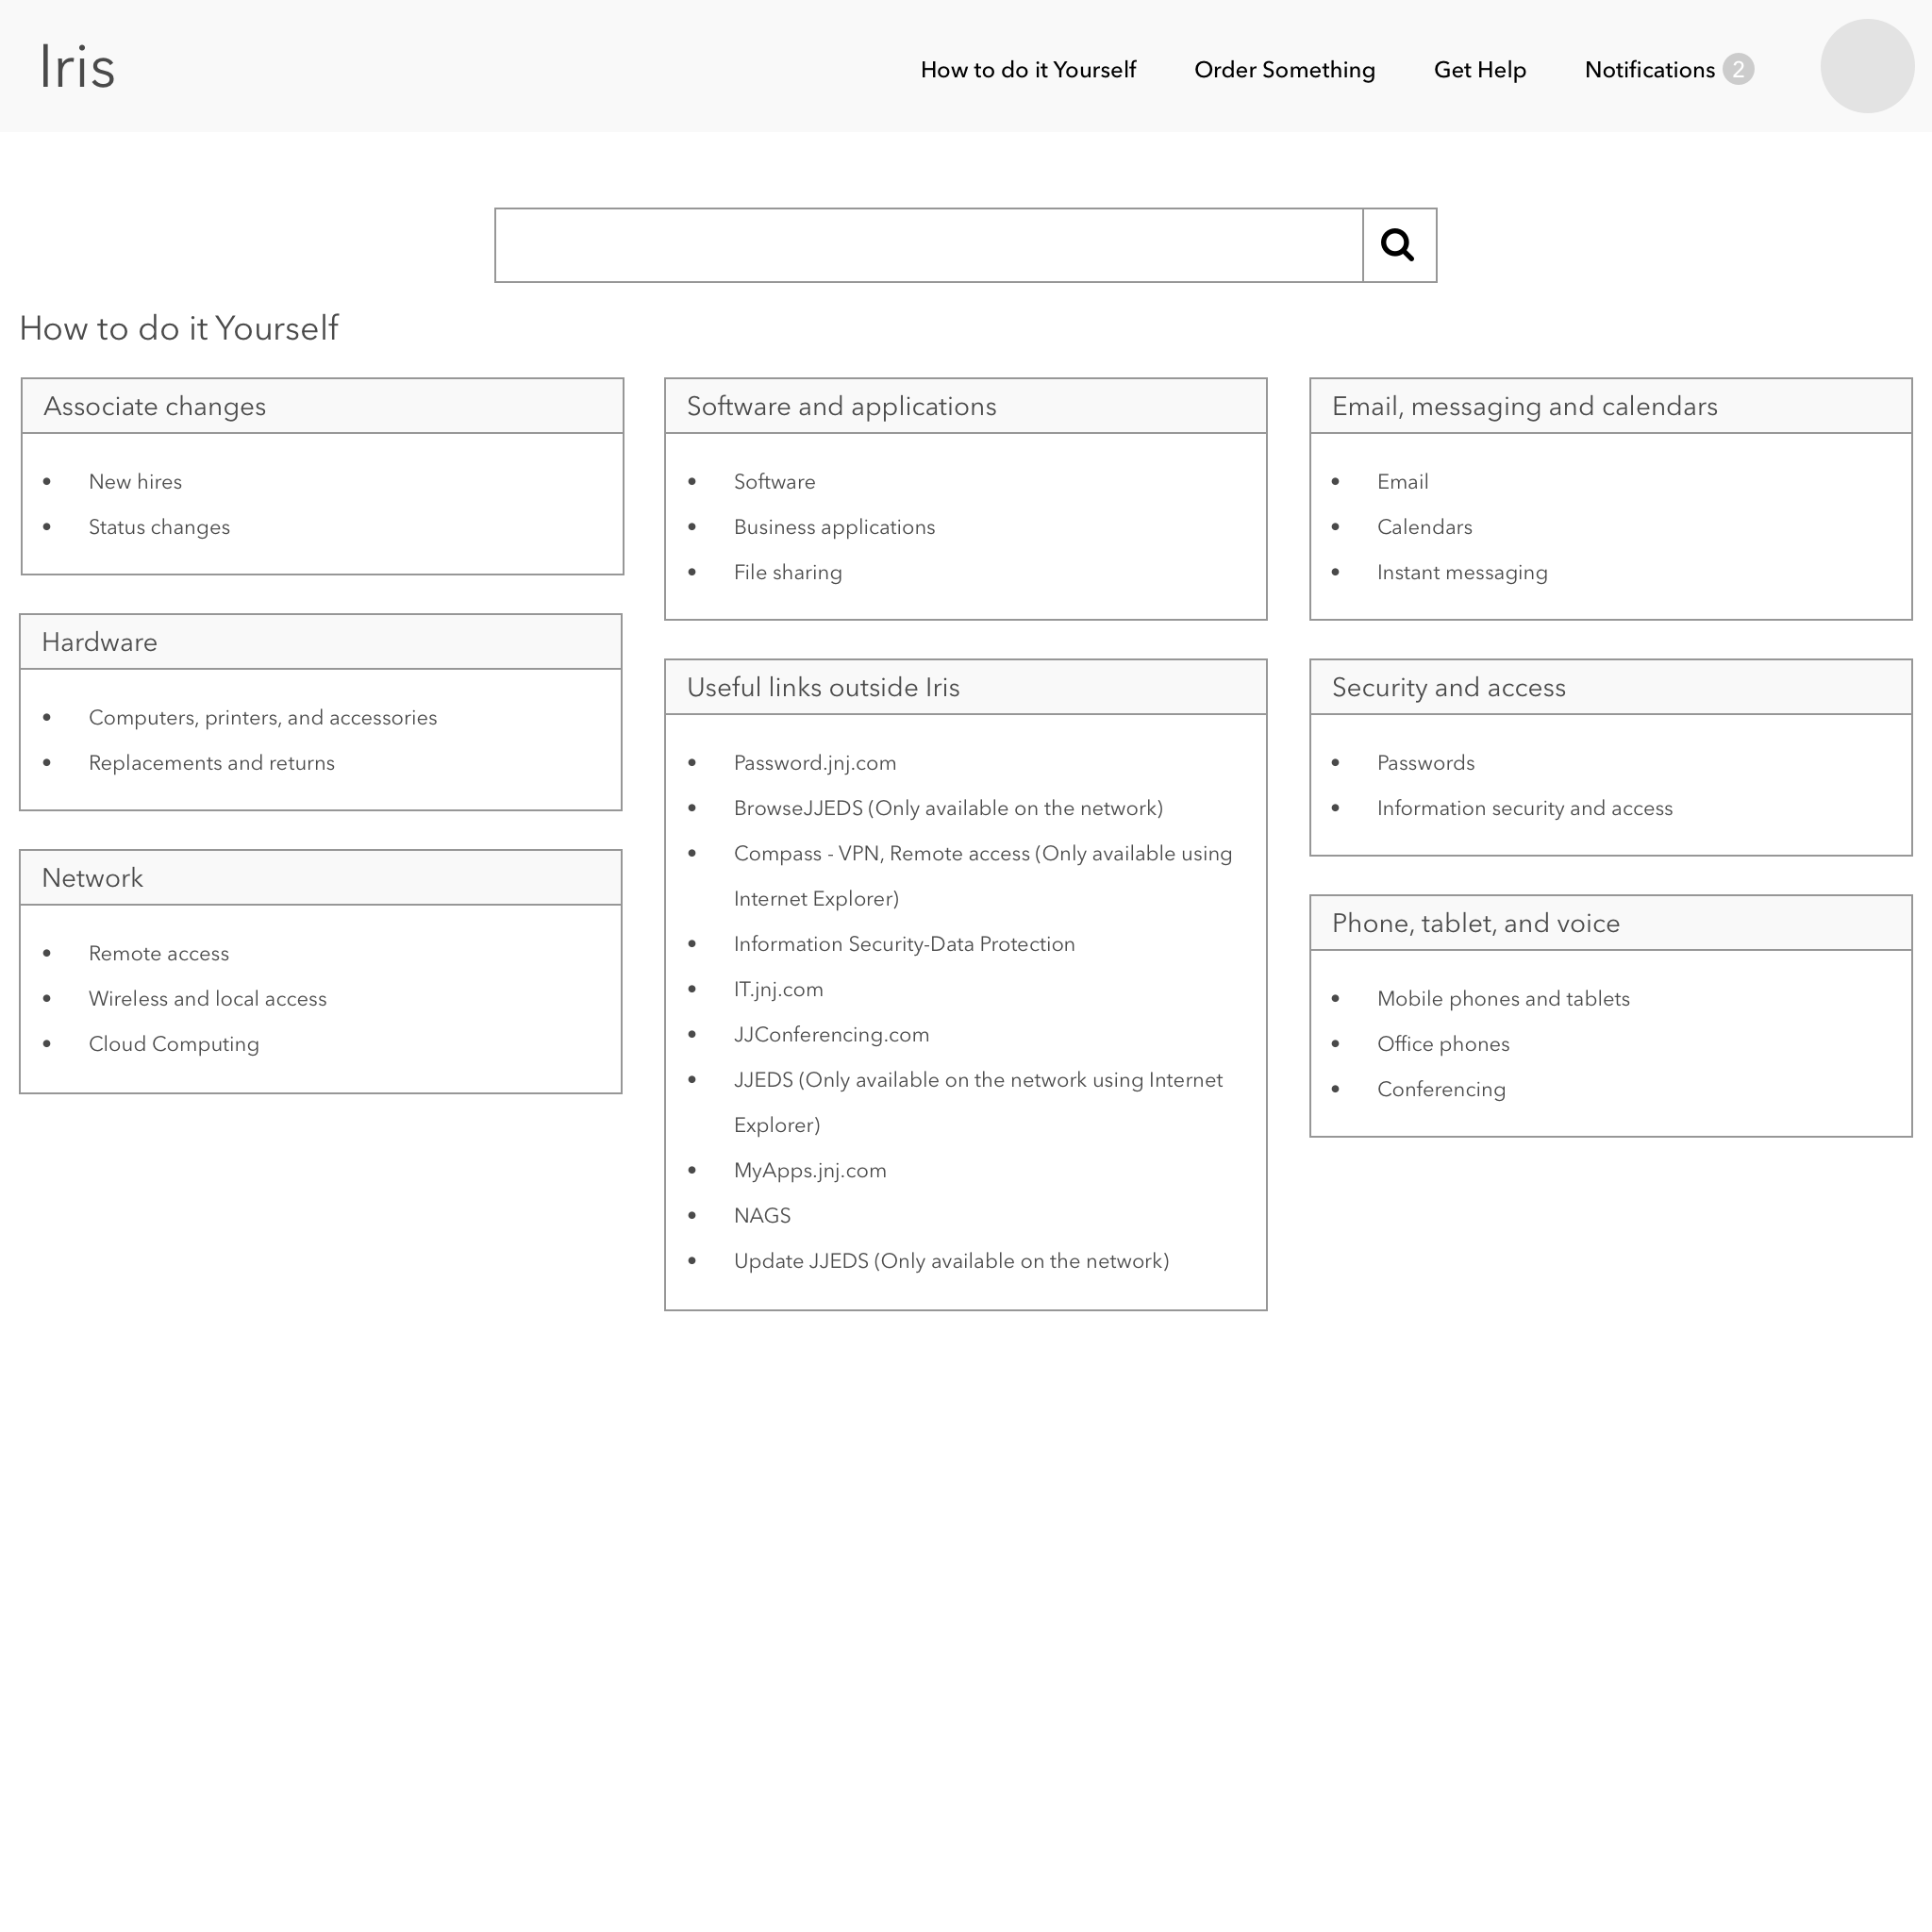 Iris
How to do it Yourself
Order Something
Get Help
Notifications 2
How to do it Yourself
Associate changes
• New hires
• Status changes
Hardware
• Computers, printers, and accessories
• Replacements and returns
Network
• Remote access
• Wireless and local access
• Cloud Computing
Software and applications
• Software
• Business applications
• File sharing
Useful links outside Iris
• Password.jnj.com
• BrowseJJEDS (Only available on the network)
• Compass - VPN, Remote access (Only available using
Internet Explorer)
• Information Security-Data Protection
• IT.jnj.com
• JJConferencing.com
• JJEDS (Only available on the network using Internet
Explorer)
• MyApps.jnj.com
• NAGS
• Update JJEDS (Only available on the network)
Email, messaging and calendars
• Email
• Calendars
• Instant messaging
Security and access
• Passwords
• Information security and access
Phone, tablet, and voice
• Mobile phones and tablets
• Office phones
• Conferencing